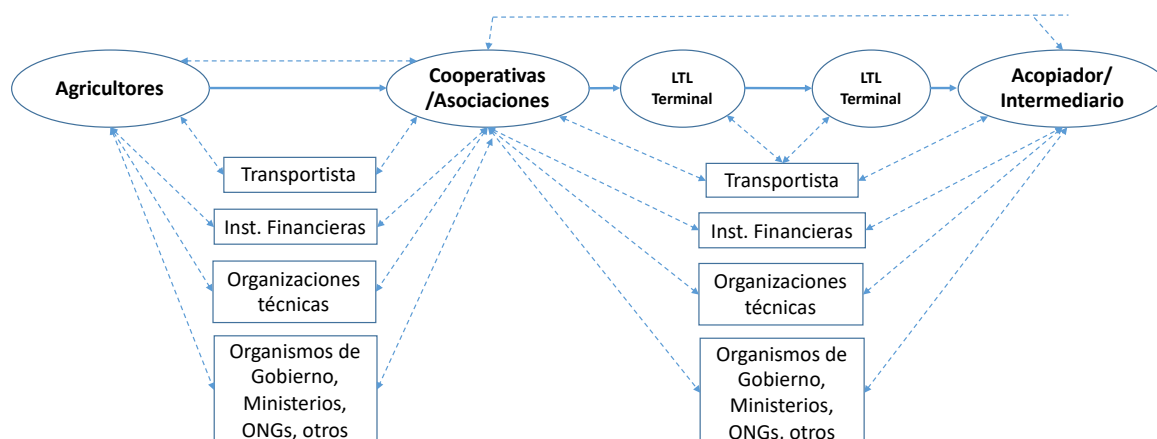 Agricultores
Cooperativas
/Asociaciones
LTL
Terminal
LTL
Terminal
Acopiador/
Intermediario
Transportista
Inst. Financieras
Organizaciones
técnicas
Organismos de
Gobierno,
Ministerios,
ONGs, otros
Transportista
Inst. Financieras
Organizaciones
técnicas
Organismos de
Gobierno,
Ministerios,
ONGs, otros